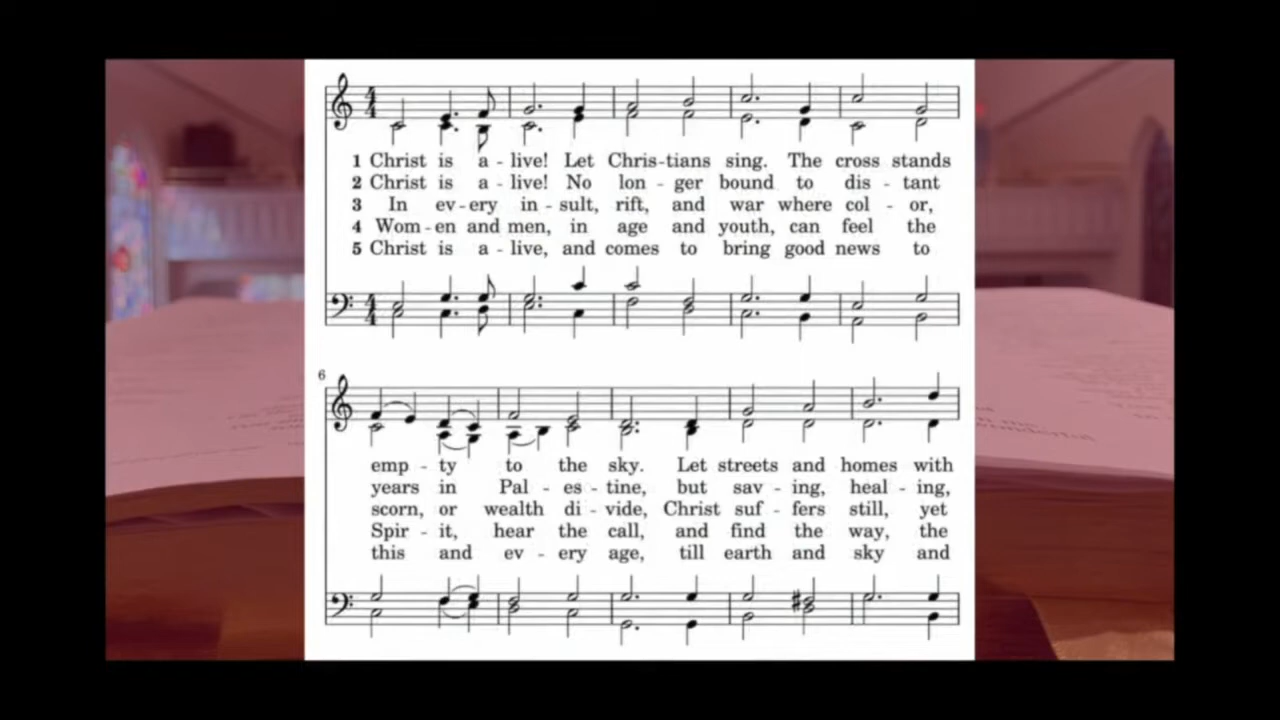 1 Christ is a - live! Let Chris - tians sing. The cross stands
2 Christ is a - live! No lon - ger bound to dis - tant
3 In ev - ery in - sult, rift, and war where col - or,
4 Wom - en and men, in age and youth, can feel the
5 Christ is a - live, and comes to bring good news to
6
emp - ty to the sky. Let streets and homes with
years in Pal - es - tine, but sav - ing, heal - ing,
scorn, or wealth di - vide, Christ suf - fers still, yet
Spir - it, hear the call, and find the way, the
this and ev - ery age, till earth and sky and